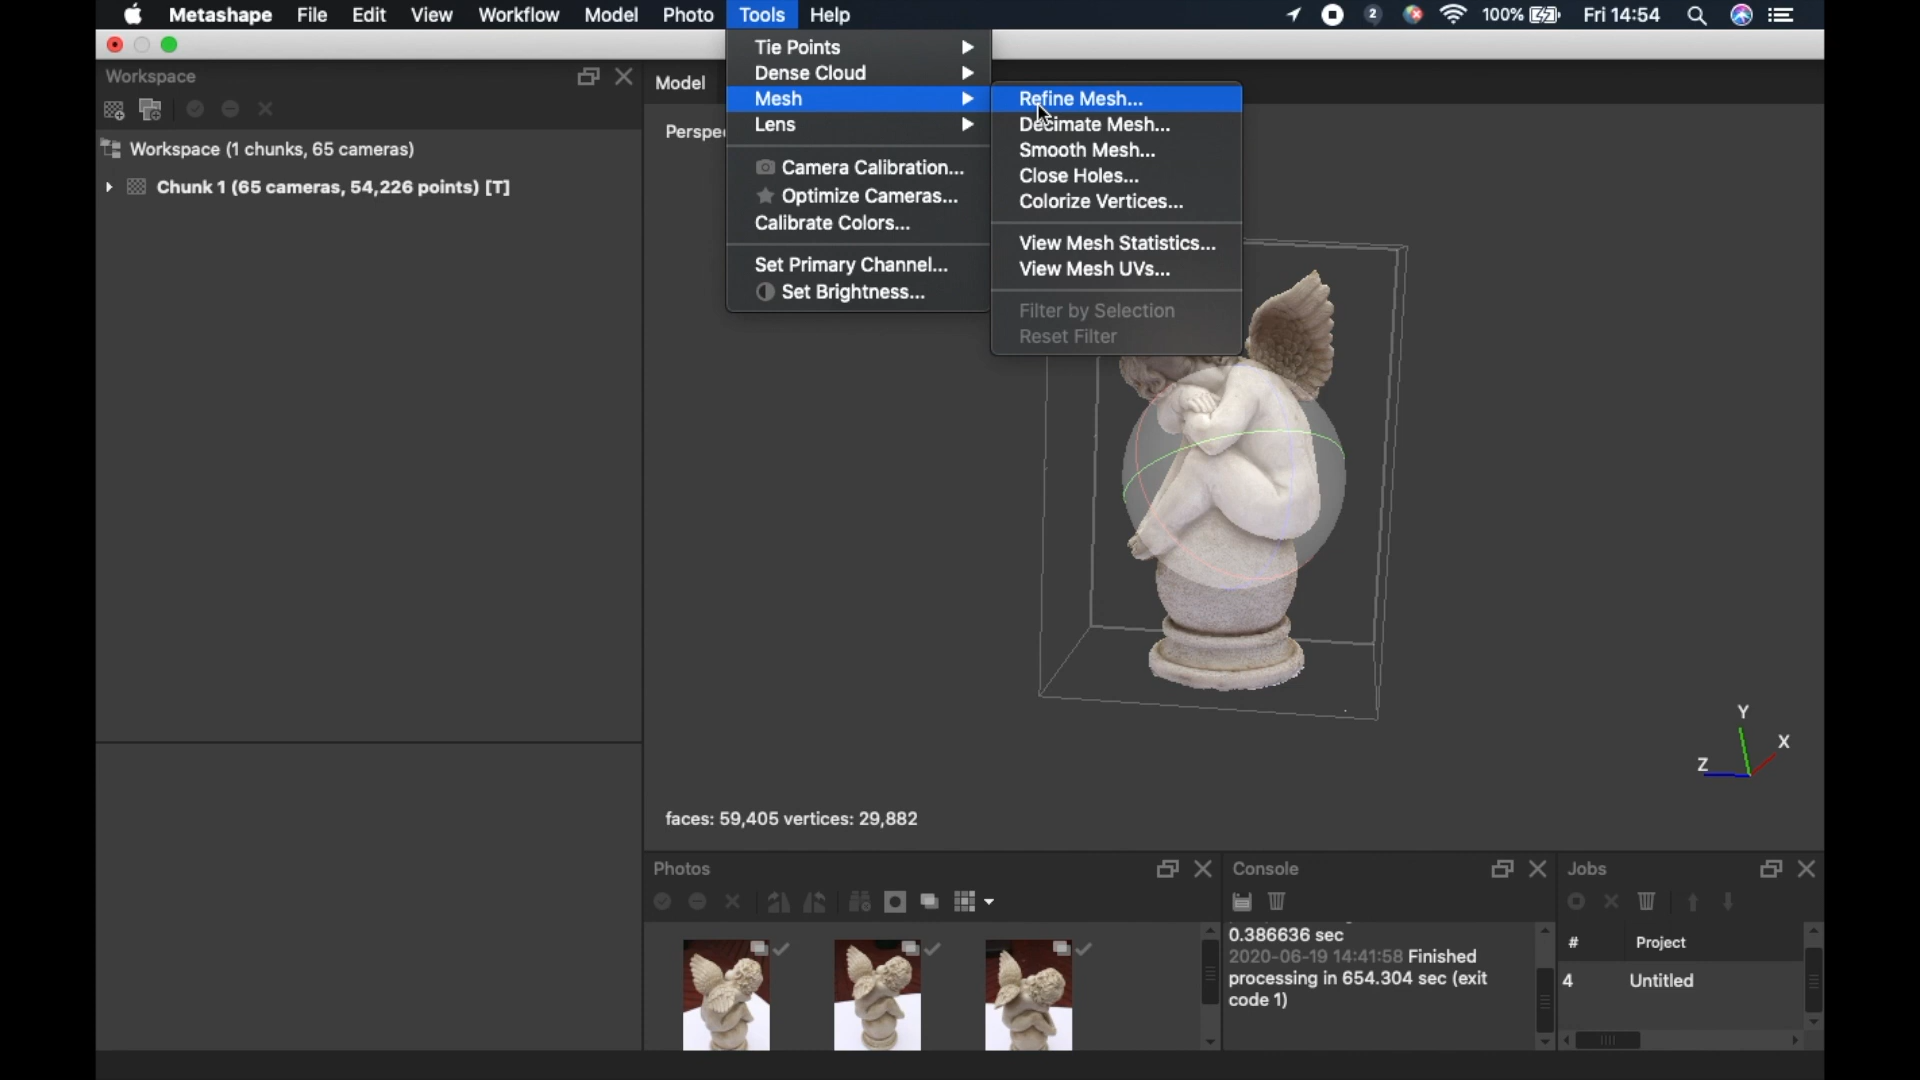 Metashape File Edit View Workflow Model Photo Tools Help 2 100% Fri 14:54
Workspace
Workspace (1 chunks, 65 cameras)
Chunk 1 (65 cameras, 54,226 points) [T]
Tie Points
Dense Cloud
Mesh
Lens
Camera Calibration...
Optimize Cameras...
Calibrate Colors...
Set Primary Channel...
Set Brightness...
Refine Mesh...
Decimate Mesh...
Smooth Mesh...
Close Holes...
Colorize Vertices...
View Mesh Statistics...
View Mesh UVs...
Filter by Selection
Reset Filter
Model
Perspe
Y
X
Z
faces: 59,405 vertices: 29,882
Photos
Console
0.386636 sec
2020-06-19 14:41:58 Finished
processing in 654.304 sec (exit
code 1)
Jobs
# Project
4 Untitled